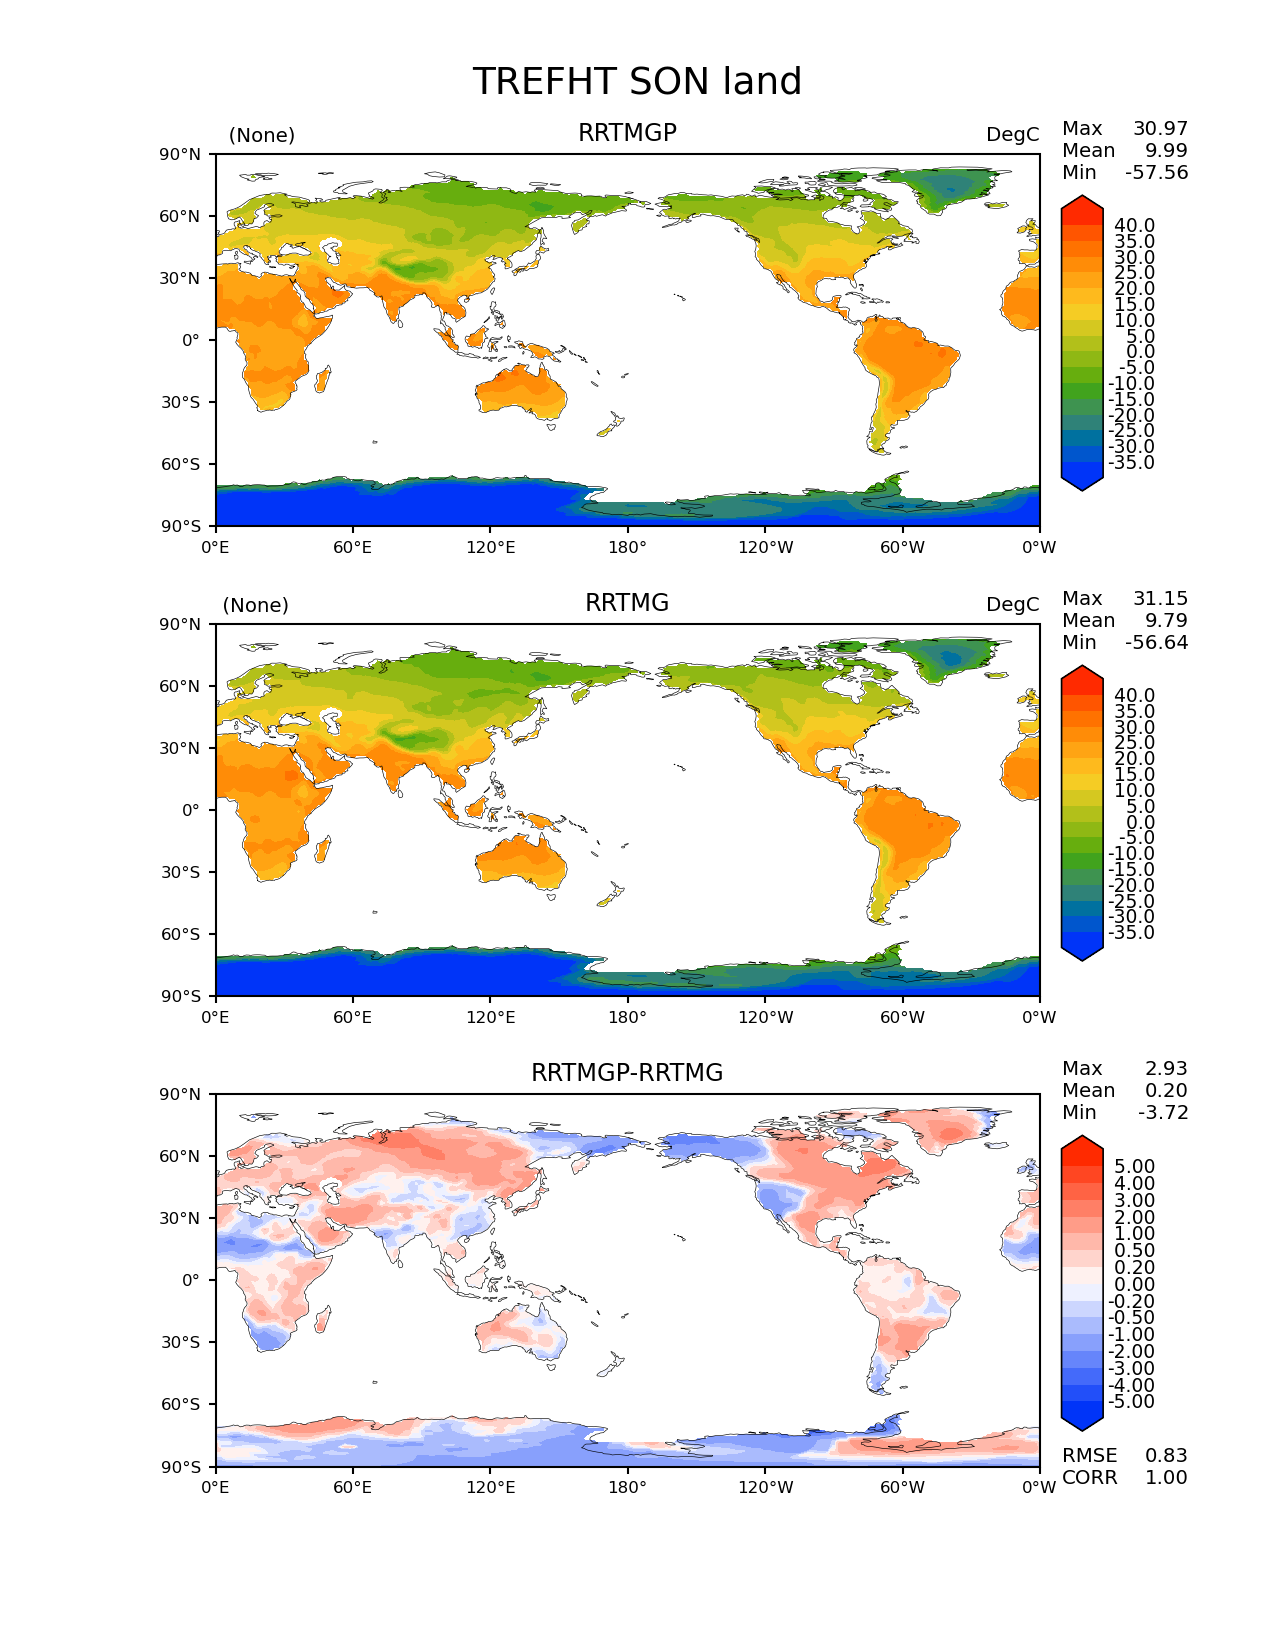 TREFHT SON land
(None) RRTMGP DegC
Max 30.97
Mean 9.99
Min -57.56
90°N
60°N
30°N
0°
30°S
60°S
90°S
0°E 60°E 120°E 180° 120°W 60°W 0°W
40.0
35.0
30.0
25.0
20.0
15.0
10.0
5.0
0.0
-5.0
-10.0
-15.0
-20.0
-25.0
-30.0
-35.0
(None) RRTMG DegC
Max 31.15
Mean 9.79
Min -56.64
90°N
60°N
30°N
0°
30°S
60°S
90°S
0°E 60°E 120°E 180° 120°W 60°W 0°W
40.0
35.0
30.0
25.0
20.0
15.0
10.0
5.0
0.0
-5.0
-10.0
-15.0
-20.0
-25.0
-30.0
-35.0
RRTMGP-RRTMG
Max 2.93
Mean 0.20
Min -3.72
90°N
60°N
30°N
0°
30°S
60°S
90°S
0°E 60°E 120°E 180° 120°W 60°W 0°W
5.00
4.00
3.00
2.00
1.00
0.50
0.20
0.00
-0.20
-0.50
-1.00
-2.00
-3.00
-4.00
-5.00
RMSE 0.83
CORR 1.00